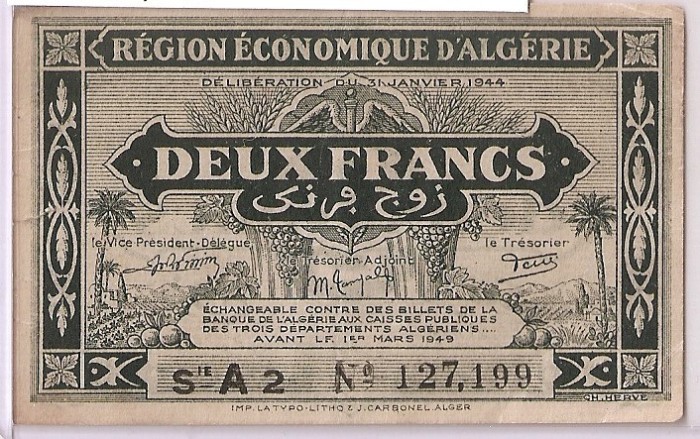 RÉGION ÉCONOMIQUE D'ALGÉRIE
DÉLIBÉRATION DU 31 JANVIER 1944
· DEUX FRANCS ·
زوج فرنك
le Vice Président-Délégue
le Trésorier Adjoint
le Trésorier
ÉCHANGEABLE CONTRE DES BILLETS DE LA
BANQUE DE L'ALGÉRIE AUX CAISSES PUBLIQUES
DES TROIS DÉPARTEMENTS ALGÉRIENS....
AVANT LE 1ER MARS 1949
SIE A 2 No 127,199
CH. HERVÉ
IMP. LA TYPO-LITHO & J. CARBONEL. ALGER